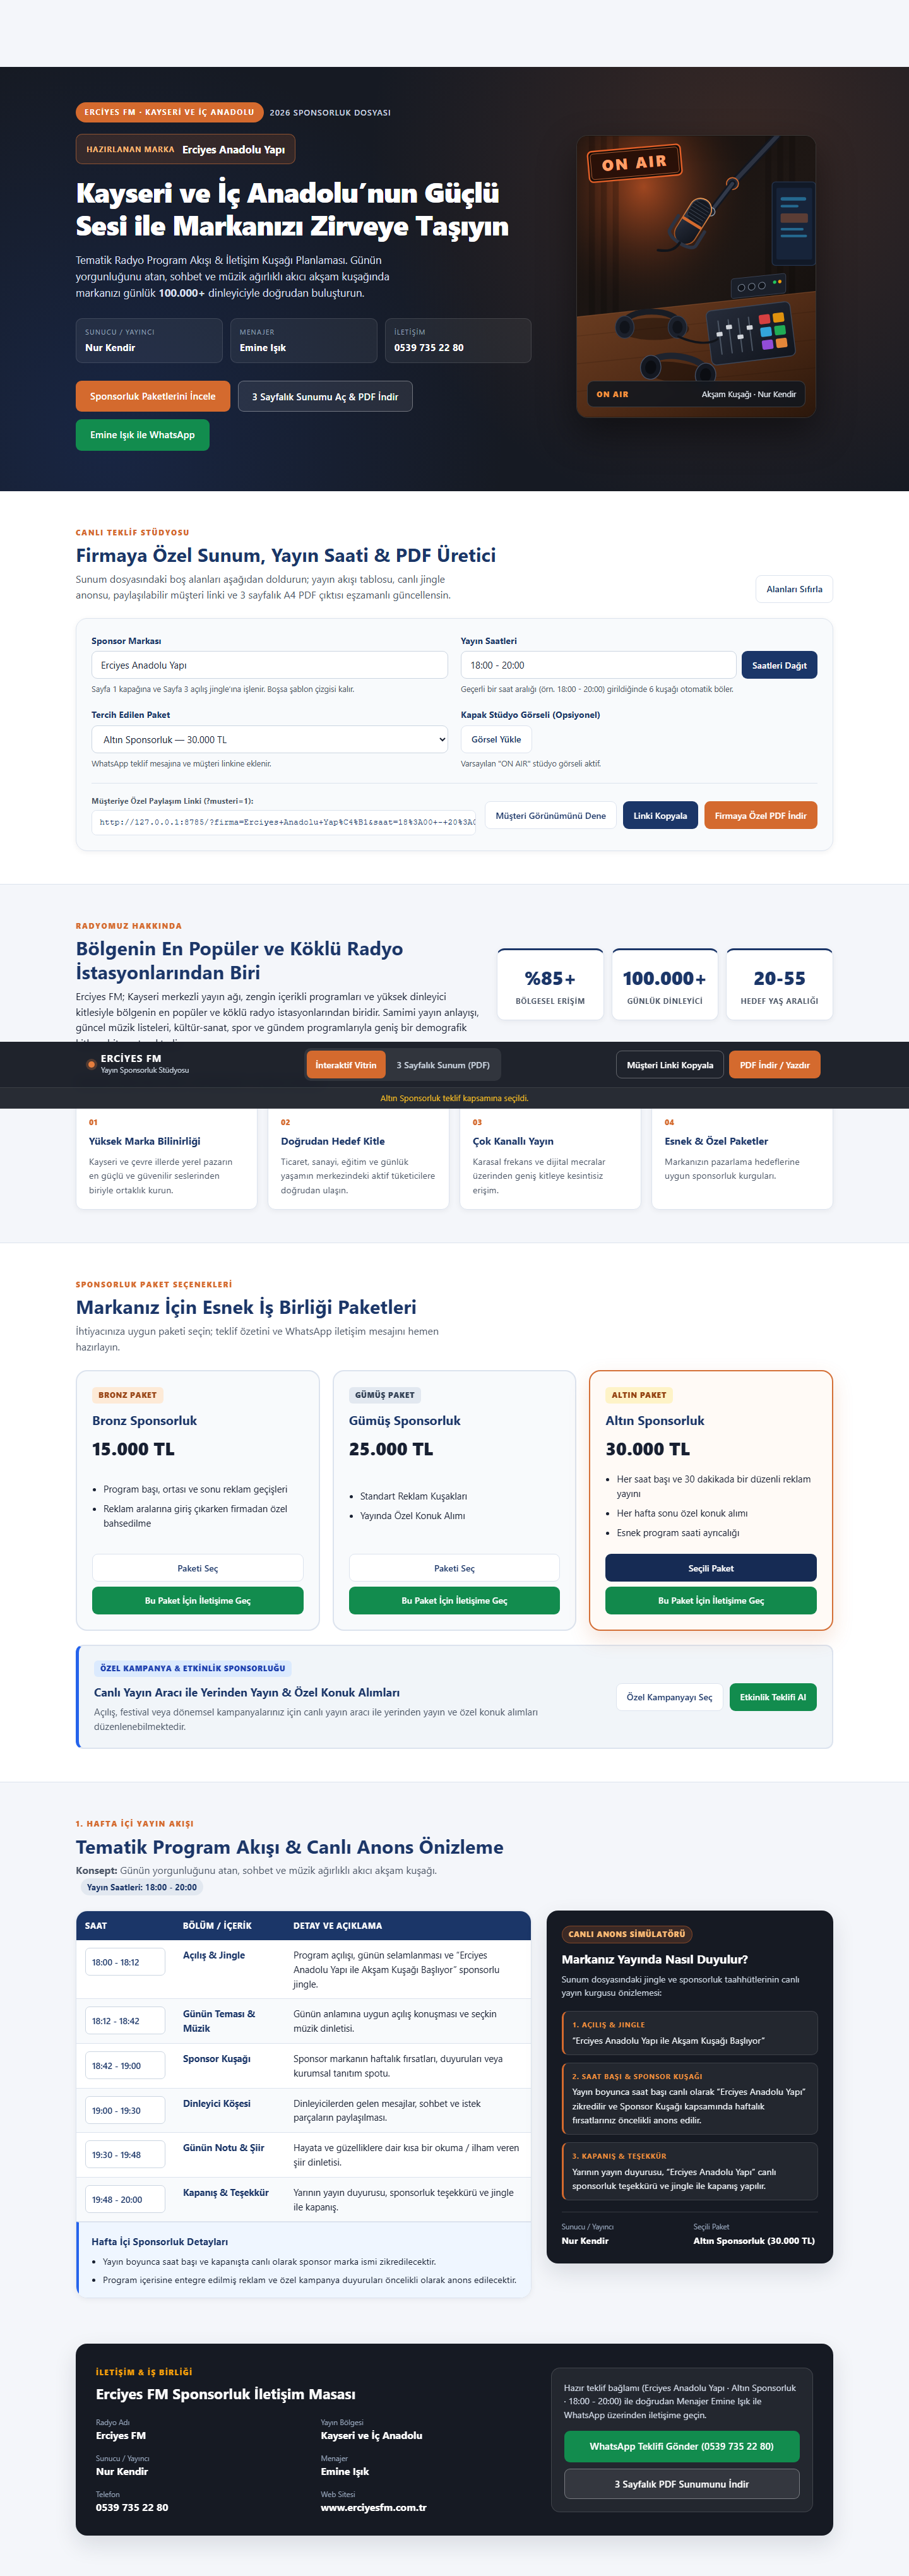 ERCİYES FM - KAYSERİ VE İÇ ANADOLU
2026 SPONSORLUK DOSYASI
HAZIRLANAN MARKA Erciyes Anadolu Yapı
Kayseri ve İç Anadolu’nun Güçlü
Sesi ile Markanızı Zirveye Taşıyın
Tematik Radyo Program Akışı & İletişim Kuşağı Planlaması. Günün
yorgunluğunu atan, sohbet ve müzik ağırlıklı akıcı akşam kuşağında
markanızı günlük 100.000+ dinleyiciyle doğrudan buluşturun.
SUNUCU / YAYINCI
Nur Kendir
MENAJER
Emine Işık
İLETİŞİM
0539 735 22 80
Sponsorluk Paketlerini İncele
3 Sayfalık Sunumu Aç & PDF İndir
Emine Işık ile WhatsApp
ON AIR
ON AIR
Akşam Kuşağı · Nur Kendir
CANLI TEKLİF STÜDYOSU
Firmaya Özel Sunum, Yayın Saati & PDF Üretici
Sunum dosyasındaki boş alanları aşağıdan doldurun; yayın akışı tablosu, canlı jingle
anonsu, paylaşılabilir müşteri linki ve 3 sayfalık A4 PDF çıktısı eşzamanlı güncellensin.
Alanları Sıfırla
Sponsor Markası
Erciyes Anadolu Yapı
Sayfa 1 kapağına ve Sayfa 3 açılış jingle'ına işlenir. Boşsa şablon çizgisi kalır.
Yayın Saatleri
18:00 - 20:00
Saatleri Dağıt
Geçerli bir saat aralığı (örn. 18:00 - 20:00) girildiğinde 6 kuşağı otomatik böler.
Tercih Edilen Paket
Altın Sponsorluk — 30.000 TL
WhatsApp teklif mesajına ve müşteri linkine eklenir.
Kapak Stüdyo Görseli (Opsiyonel)
Görsel Yükle
Varsayılan "ON AIR" stüdyo görseli aktif.
Müşteriye Özel Paylaşım Linki (?musteri=1):
http://127.0.0.1:8785/?firma=Erciyes+Anadolu+Yap%C4%B1&saat=18%3A00+-+20%3A0
Müşteri Görünümünü Dene
Linki Kopyala
Firmaya Özel PDF İndir
RADYOMUZ HAKKINDA
Bölgenin En Popüler ve Köklü Radyo
İstasyonlarından Biri
Erciyes FM; Kayseri merkezli yayın ağı, zengin içerikli programları ve yüksek dinleyici
kitlesiyle bölgenin en popüler ve köklü radyo istasyonlarından biridir. Samimi yayın anlayışı,
güncel müzik listeleri, kültür-sanat, spor ve gündem programlarıyla geniş bir demografik
%85+
BÖLGESEL ERİŞİM
100.000+
GÜNLÜK DİNLEYİCİ
20-55
HEDEF YAŞ ARALIĞI
ERCİYES FM
Yayın Sponsorluk Stüdyosu
İnteraktif Vitrin
3 Sayfalık Sunum (PDF)
Müşteri Linki Kopyala
PDF İndir / Yazdır
Altın Sponsorluk teklif kapsamına seçildi.
01
Yüksek Marka Bilinirliği
Kayseri ve çevre illerde yerel pazarın
en güçlü ve güvenilir seslerinden
biriyle ortaklık kurun.
02
Doğrudan Hedef Kitle
Ticaret, sanayi, eğitim ve günlük
yaşamın merkezindeki aktif tüketicilere
doğrudan ulaşın.
03
Çok Kanallı Yayın
Karasal frekans ve dijital mecralar
üzerinden geniş kitleye kesintisiz
erişim.
04
Esnek & Özel Paketler
Markanızın pazarlama hedeflerine
uygun sponsorluk kurguları.
SPONSORLUK PAKET SEÇENEKLERİ
Markanız İçin Esnek İş Birliği Paketleri
İhtiyacınıza uygun paketi seçin; teklif özetini ve WhatsApp iletişim mesajını hemen
hazırlayın.
BRONZ PAKET
Bronz Sponsorluk
15.000 TL
• Program başı, ortası ve sonu reklam geçişleri
• Reklam aralarına giriş çıkarken firmadan özel
bahsedilme
Paketi Seç
Bu Paket İçin İletişime Geç
GÜMÜŞ PAKET
Gümüş Sponsorluk
25.000 TL
• Standart Reklam Kuşakları
• Yayında Özel Konuk Alımı
Paketi Seç
Bu Paket İçin İletişime Geç
ALTIN PAKET
Altın Sponsorluk
30.000 TL
• Her saat başı ve 30 dakikada bir düzenli reklam
yayını
• Her hafta sonu özel konuk alımı
• Esnek program saati ayrıcalığı
Seçili Paket
Bu Paket İçin İletişime Geç
ÖZEL KAMPANYA & ETKİNLİK SPONSORLUĞU
Canlı Yayın Aracı ile Yerinden Yayın & Özel Konuk Alımları
Açılış, festival veya dönemsel kampanyalarınız için canlı yayın aracı ile yerinden yayın ve özel konuk alımları
düzenlenebilmektedir.
Özel Kampanyayı Seç
Etkinlik Teklifi Al
1. HAFTA İÇİ YAYIN AKIŞI
Tematik Program Akışı & Canlı Anons Önizleme
Konsept: Günün yorgunluğunu atan, sohbet ve müzik ağırlıklı akıcı akşam kuşağı.
Yayın Saatleri: 18:00 - 20:00
SAAT BÖLÜM / İÇERİK DETAY VE AÇIKLAMA
18:00 - 18:12
Açılış & Jingle
Program açılışı, günün selamlanması ve “Erciyes
Anadolu Yapı ile Akşam Kuşağı Başlıyor” sponsorlu
jingle.
18:12 - 18:42
Günün Teması &
Müzik
Günün anlamına uygun açılış konuşması ve seçkin
müzik dinletisi.
18:42 - 19:00
Sponsor Kuşağı
Sponsor markanın haftalık fırsatları, duyuruları veya
kurumsal tanıtım spotu.
19:00 - 19:30
Dinleyici Köşesi
Dinleyicilerden gelen mesajlar, sohbet ve istek
parçaların paylaşılması.
19:30 - 19:48
Günün Notu & Şiir
Hayata ve güzelliklere dair kısa bir okuma / ilham veren
şiir dinletisi.
19:48 - 20:00
Kapanış & Teşekkür
Yarının yayın duyurusu, sponsorluk teşekkürü ve jingle
ile kapanış.
Hafta İçi Sponsorluk Detayları
• Yayın boyunca saat başı ve kapanışta canlı olarak sponsor marka ismi zikredilecektir.
• Program içerisine entegre edilmiş reklam ve özel kampanya duyuruları öncelikli olarak anons edilecektir.
CANLI ANONS SİMÜLATÖRÜ
Markanız Yayında Nasıl Duyulur?
Sunum dosyasındaki jingle ve sponsorluk taahhütlerinin canlı
yayın kurgusu önizlemesi:
1. AÇILIŞ & JINGLE
“Erciyes Anadolu Yapı ile Akşam Kuşağı Başlıyor”
2. SAAT BAŞI & SPONSOR KUŞAĞI
Yayın boyunca saat başı canlı olarak “Erciyes Anadolu Yapı”
zikredilir ve Sponsor Kuşağı kapsamında haftalık
fırsatlarınız öncelikli anons edilir.
3. KAPANIŞ & TEŞEKKÜR
Yarının yayın duyurusu, “Erciyes Anadolu Yapı” canlı
sponsorluk teşekkürü ve jingle ile kapanış yapılır.
Sunucu / Yayıncı
Nur Kendir
Seçili Paket
Altın Sponsorluk (30.000 TL)
İLETİŞİM & İŞ BİRLİĞİ
Erciyes FM Sponsorluk İletişim Masası
Radyo Adı
Erciyes FM
Yayın Bölgesi
Kayseri ve İç Anadolu
Sunucu / Yayıncı
Nur Kendir
Menajer
Emine Işık
Telefon
0539 735 22 80
Web Sitesi
www.erciyesfm.com.tr
Hazır teklif bağlamı (Erciyes Anadolu Yapı · Altın Sponsorluk
· 18:00 - 20:00) ile doğrudan Menajer Emine Işık ile
WhatsApp üzerinden iletişime geçin.
WhatsApp Teklifi Gönder (0539 735 22 80)
3 Sayfalık PDF Sunumunu İndir